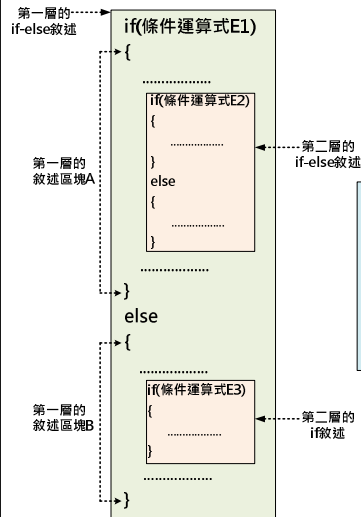 第一層的
if-else敘述
if(條件運算式E1)
{
..................
if(條件運算式E2)
{
..................
}
else
{
..................
}
..................
}
第二層的
if-else敘述
第一層的
敘述區塊A
else
{
..................
if(條件運算式E3)
{
..................
}
..................
}
第二層的
if敘述
第一層的
敘述區塊B